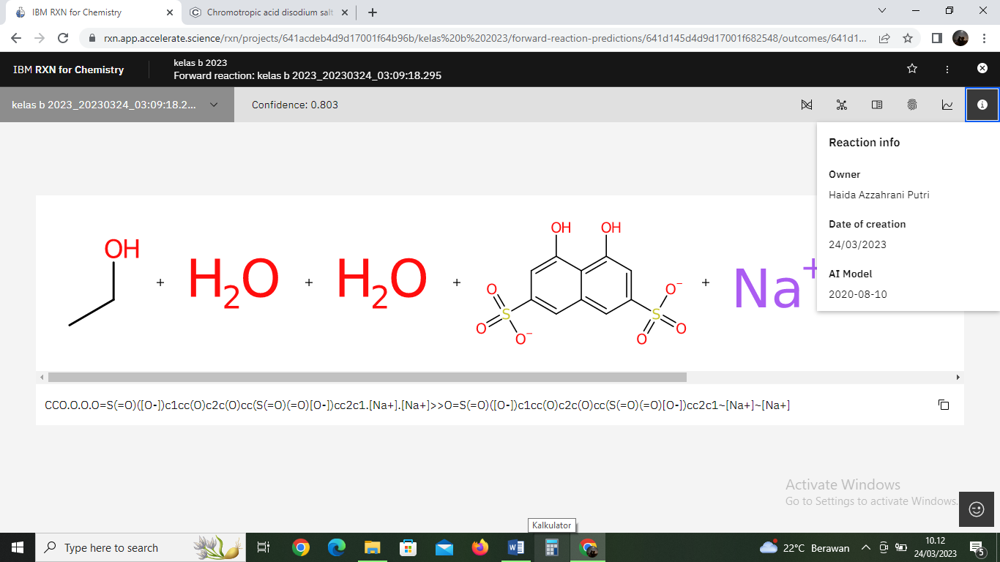 IBM RXN for Chemistry
Chromotropic acid disodium salt
rxn.app.accelerate.science/rxn/projects/641acdeb4d9d17001f64b96b/kelas%20b%202023/forward-reaction-predictions/641d145d4d9d17001f682548/outcomes/641d1...
IBM RXN for Chemistry
kelas b 2023
Forward reaction: kelas b 2023_20230324_03:09:18.295
kelas b 2023_20230324_03:09:18.2...
Confidence: 0.803
Reaction info
Owner
Haida Azzahrani Putri
Date of creation
24/03/2023
AI Model
2020-08-10
OH
+ H2O + H2O +
OH OH
O S O O−
O− S O O
+ Na+
CCO.O.O.O=S(=O)([O-])c1cc(O)c2c(O)cc(S(=O)(=O)[O-])cc2c1.[Na+].[Na+]>>O=S(=O)([O-])c1cc(O)c2c(O)cc(S(=O)(=O)[O-])cc2c1~[Na+]~[Na+]
Activate Windows
Go to Settings to activate Windows.
Kalkulator
Type here to search
22°C Berawan
10.12
24/03/2023
5